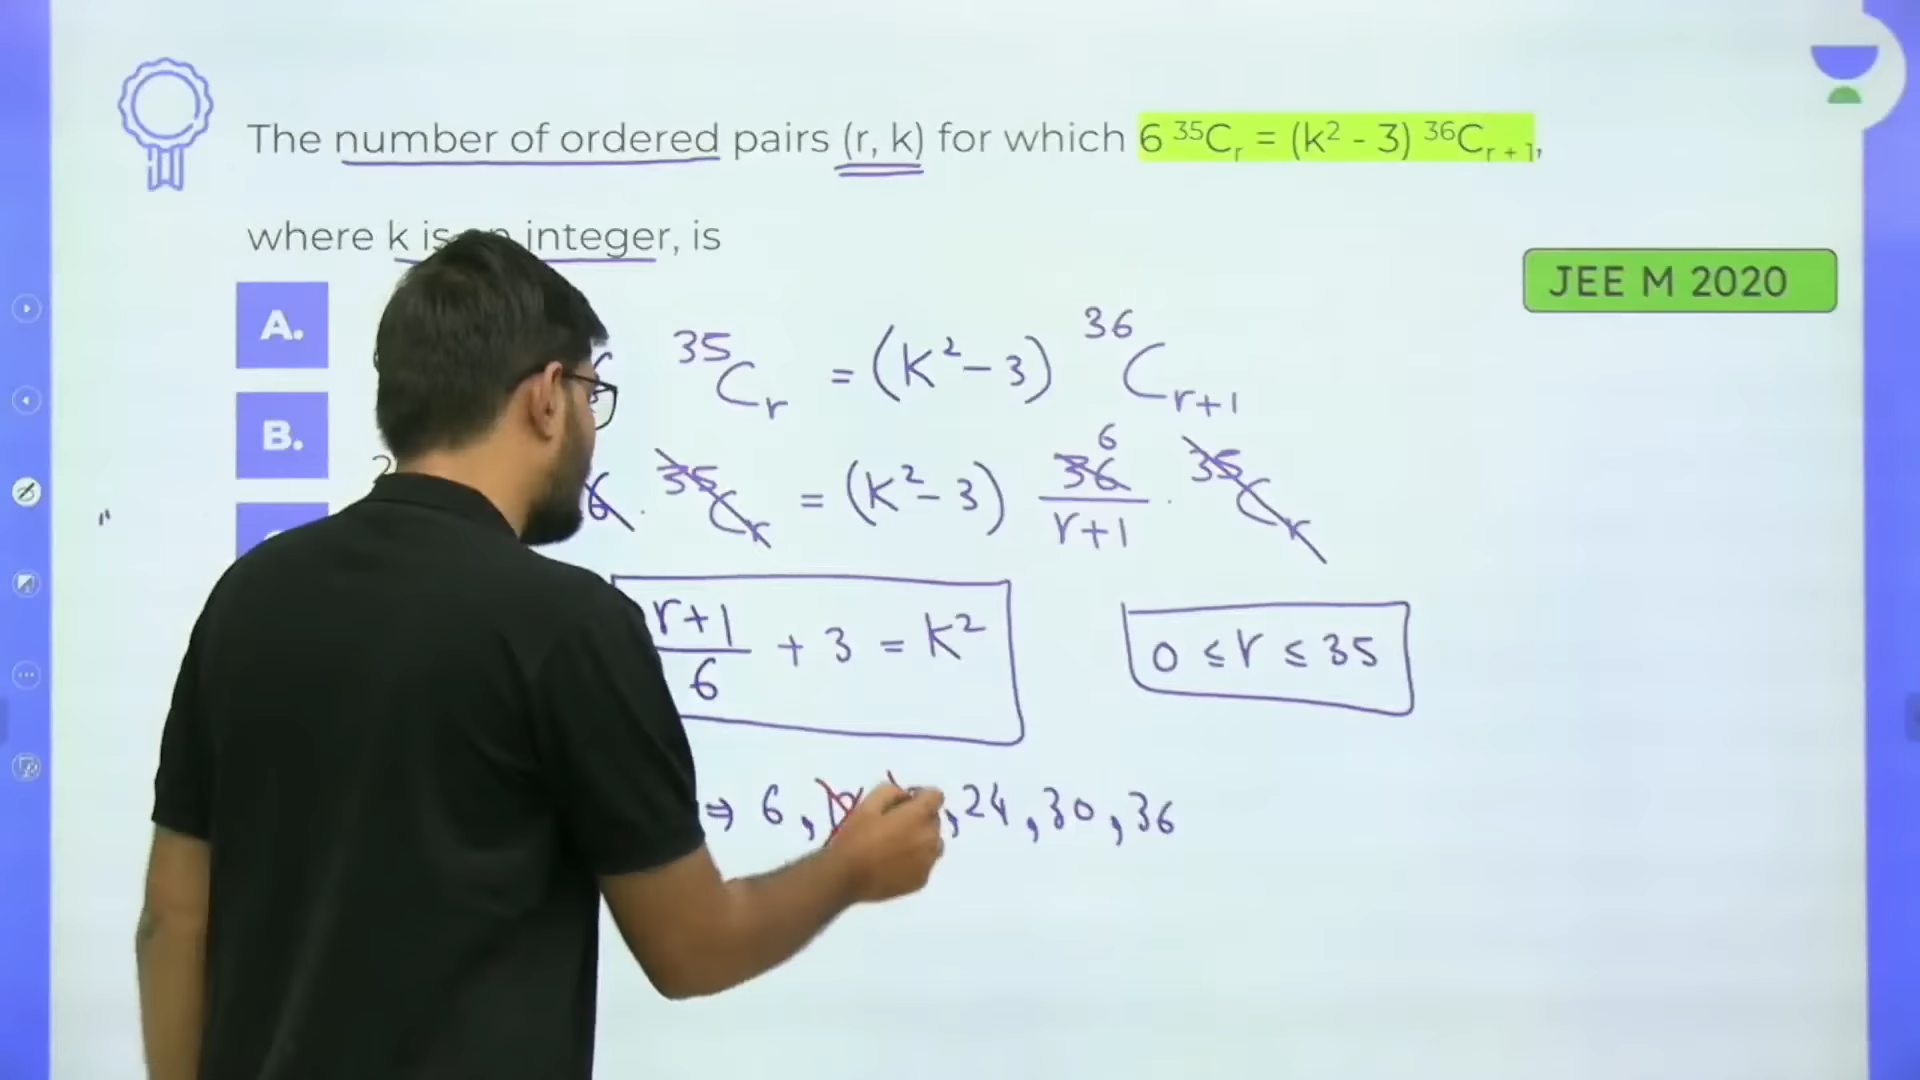 The number of ordered pairs (r, k) for which 6 ³⁵Cᵣ = (k² - 3) ³⁶Cᵣ ₊ ₁,
where k is integer, is
JEE M 2020
A.
³⁵Cᵣ = (K² - 3) ³⁶Cᵣ₊₁
B.
6 . ³⁵Cᵣ = (K² - 3) 36 6 / r+1 . ³⁵Cᵣ
r+1 / 6 + 3 = K²
0 ≤ r ≤ 35
⇒ 6 , , 24 , 30 , 36